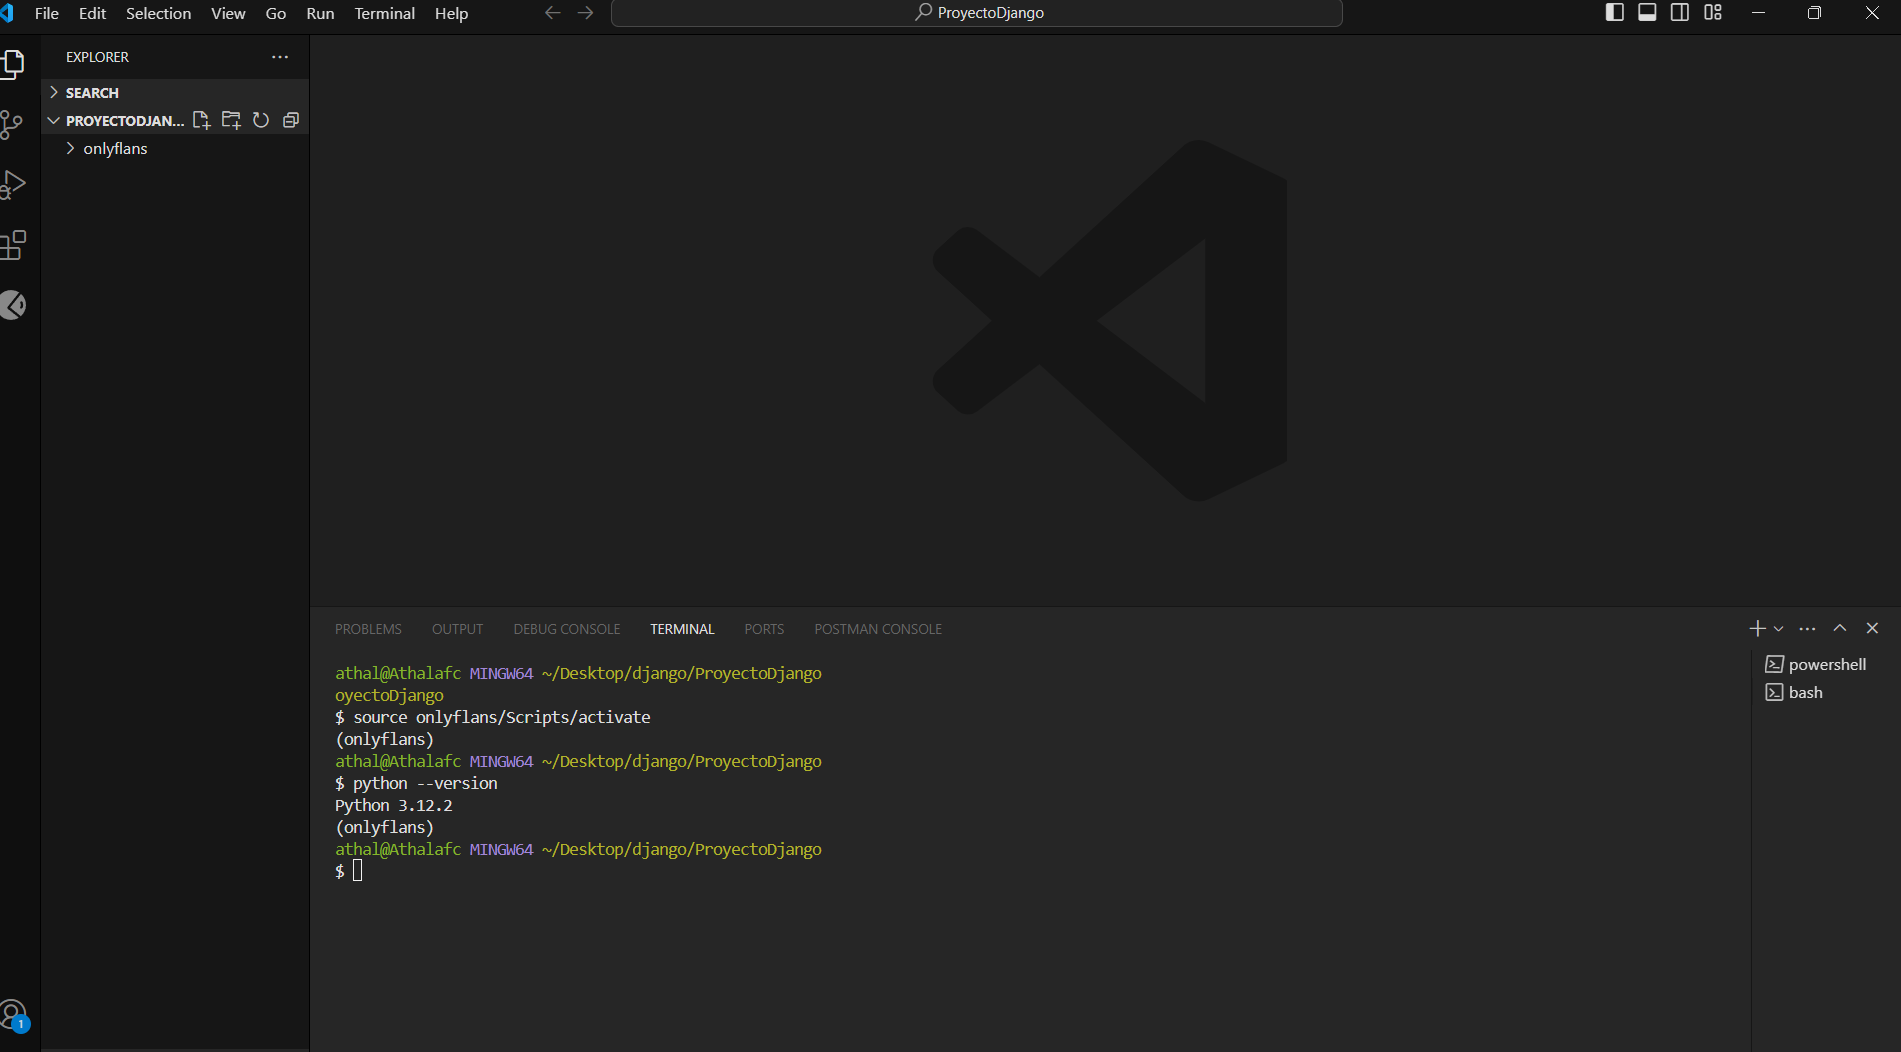 File Edit Selection View Go Run Terminal Help
ProyectoDjango
EXPLORER
SEARCH
PROYECTODJAN...
onlyflans
PROBLEMS OUTPUT DEBUG CONSOLE TERMINAL PORTS POSTMAN CONSOLE
athal@Athalafc MINGW64 ~/Desktop/django/ProyectoDjango
oyectoDjango
$ source onlyflans/Scripts/activate
(onlyflans)
athal@Athalafc MINGW64 ~/Desktop/django/ProyectoDjango
$ python --version
Python 3.12.2
(onlyflans)
athal@Athalafc MINGW64 ~/Desktop/django/ProyectoDjango
$
powershell
bash
1